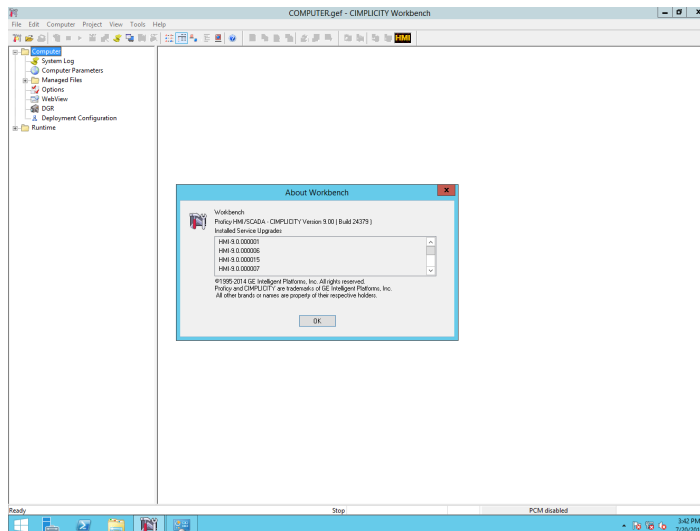 COMPUTER.gef - CIMPLICITY Workbench
File Edit Computer Project View Tools Help
HMI
Computer
System Log
Computer Parameters
Managed Files
Options
WebView
DGR
Deployment Configuration
Runtime
About Workbench
Workbench
Proficy HMI/SCADA - CIMPLICITY Version 9.00 ( Build 24379 )
Installed Service Upgrades
HMI-9.0.000001
HMI-9.0.000006
HMI-9.0.000015
HMI-9.0.000007
©1995-2014 GE Intelligent Platforms, Inc. All rights reserved.
Proficy and CIMPLICITY are trademarks of GE Intelligent Platforms, Inc.
All other brands or names are property of their respective holders.
OK
Ready Stop PCM disabled
3:42 PM